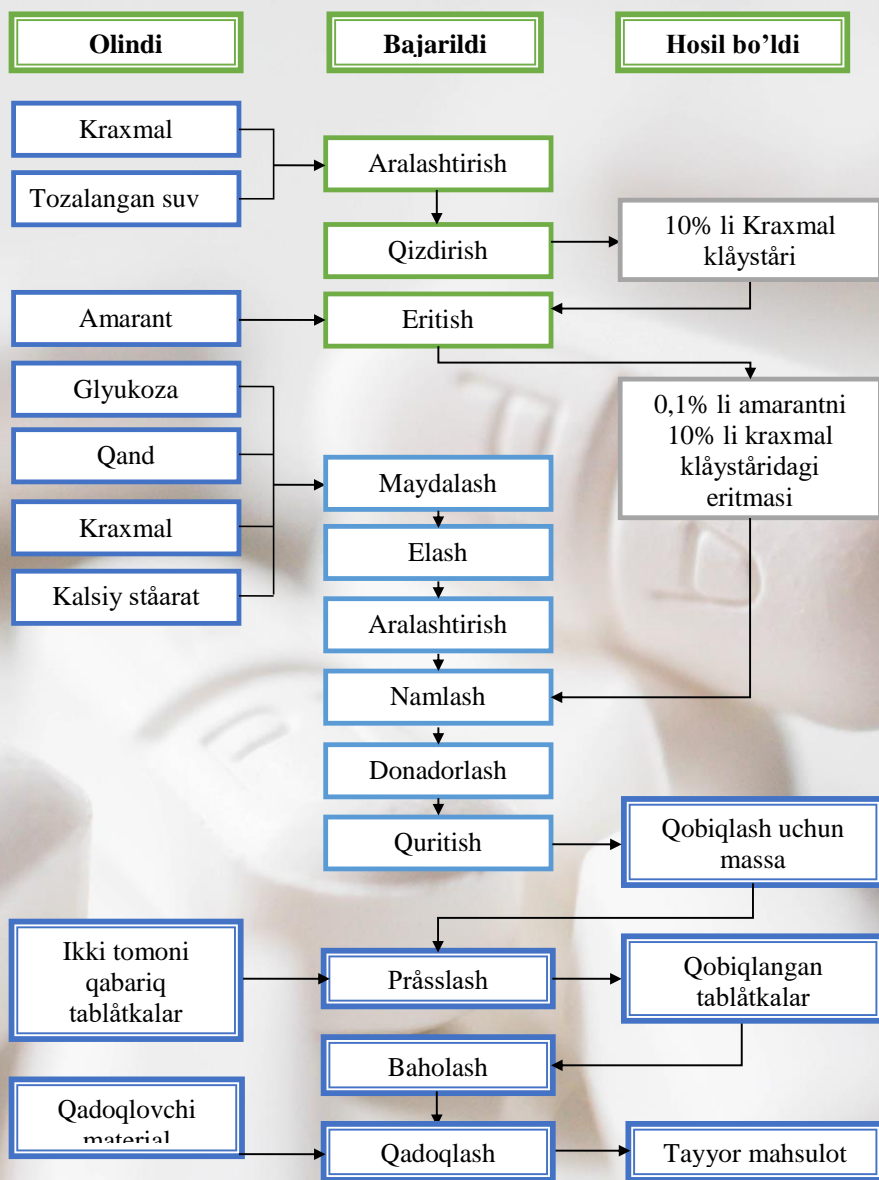 Olindi
Bajarildi
Hosil bo’ldi
Kraxmal
Tozalangan suv
Aralashtirish
Qizdirish
10% li Kraxmal
klåyståri
Amarant
Eritish
Glyukoza
Qand
Kraxmal
Kalsiy ståarat
0,1% li amarantni
10% li kraxmal
klåyståridagi
eritmasi
Maydalash
Elash
Aralashtirish
Namlash
Donadorlash
Quritish
Qobiqlash uchun
massa
Ikki tomoni
qabariq
tablåtkalar
Pråsslash
Qobiqlangan
tablåtkalar
Baholash
Qadoqlovchi
material
Qadoqlash
Tayyor mahsulot